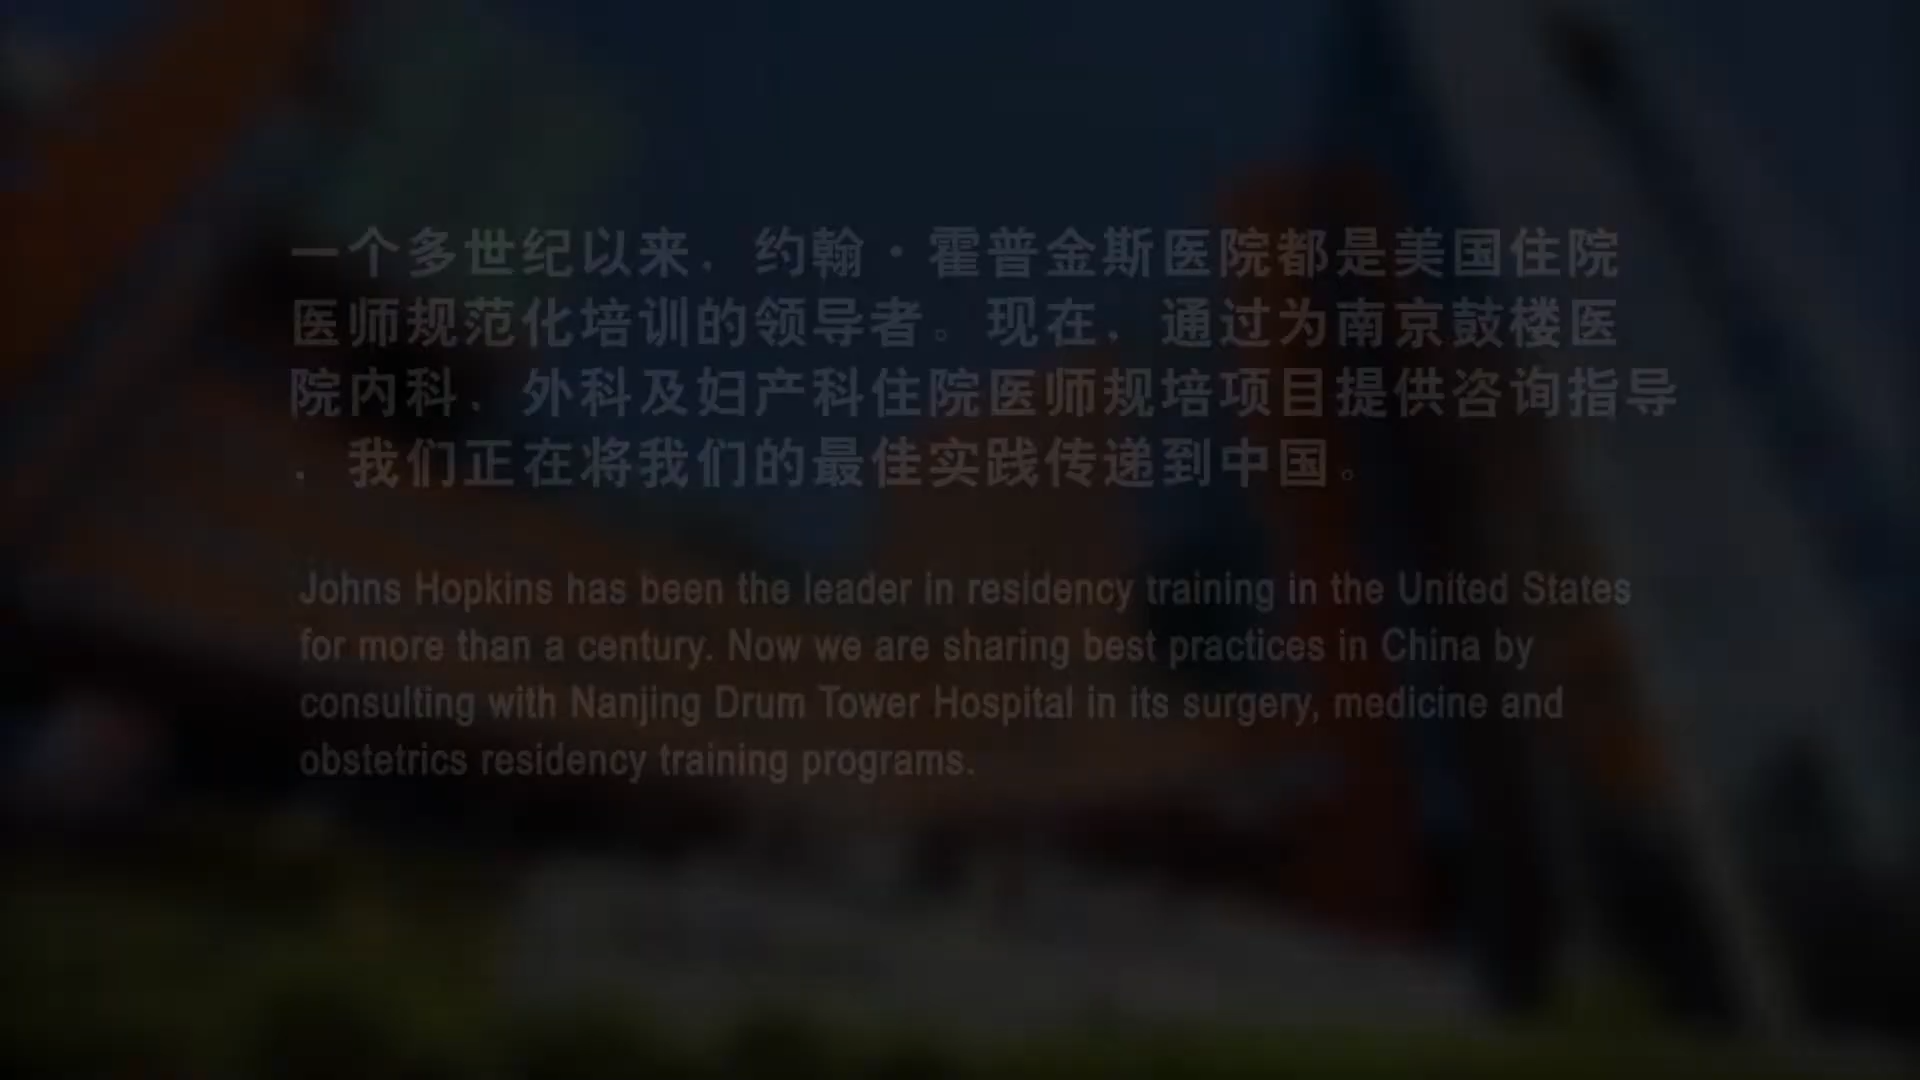 一个多世纪以来，约翰·霍普金斯医院都是美国住院
医师规范化培训的领导者。现在，通过为南京鼓楼医
院内科、外科及妇产科住院医师规培项目提供咨询指导
，我们正在将我们的最佳实践传递到中国。
Johns Hopkins has been the leader in residency training in the United States
for more than a century. Now we are sharing best practices in China by
consulting with Nanjing Drum Tower Hospital in its surgery, medicine and
obstetrics residency training programs.